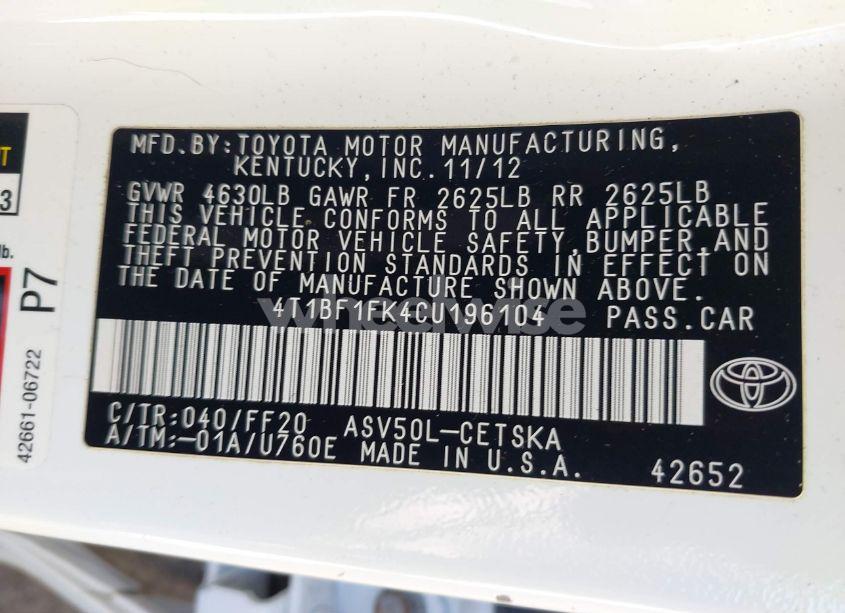 MFD.BY:TOYOTA MOTOR MANUFACTURING,
KENTUCKY,INC.11/12
GVWR 4630LB GAWR FR 2625LB RR 2625LB
THIS VEHICLE CONFORMS TO ALL APPLICABLE
FEDERAL MOTOR VEHICLE SAFETY,BUMPER,AND
THEFT PREVENTION STANDARDS IN EFFECT ON
THE DATE OF MANUFACTURE SHOWN ABOVE.
4T1BF1FK4CU196104 PASS.CAR
wheelwise
C/TR:040/FF20 ASV50L-CETSKA
A/TM:-01A/U760E MADE IN U.S.A. 42652
3
lb.
P7
42661-06722